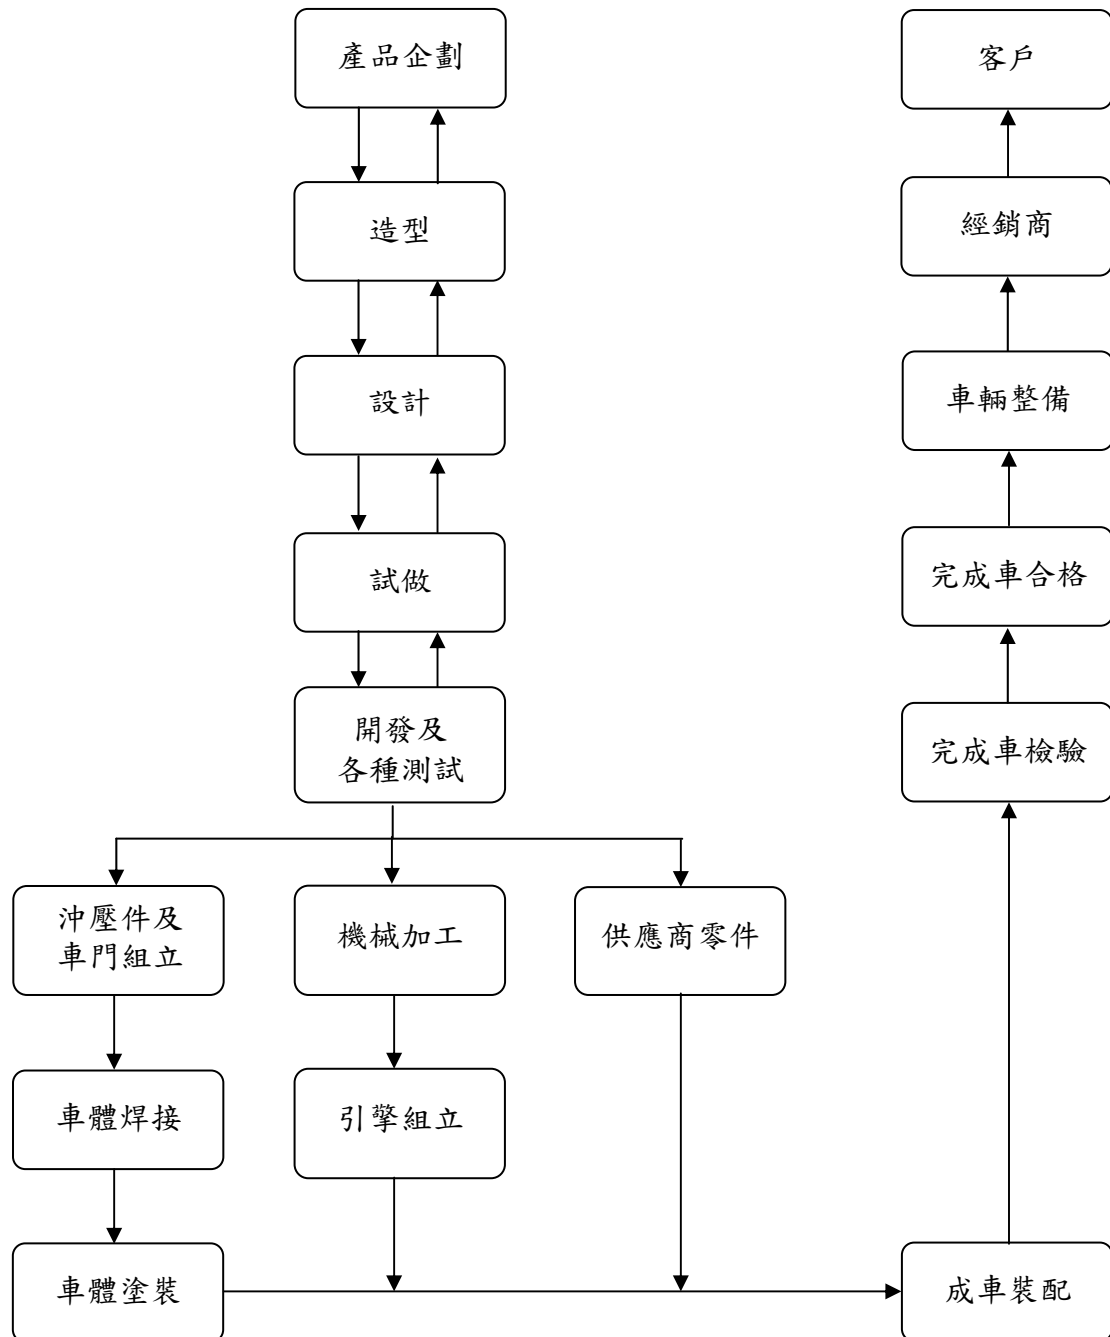 產品企劃
客戶
造型
經銷商
設計
車輛整備
試做
完成車合格
開發及
各種測試
完成車檢驗
沖壓件及
車門組立
機械加工
供應商零件
車體焊接
引擎組立
車體塗裝
成車裝配